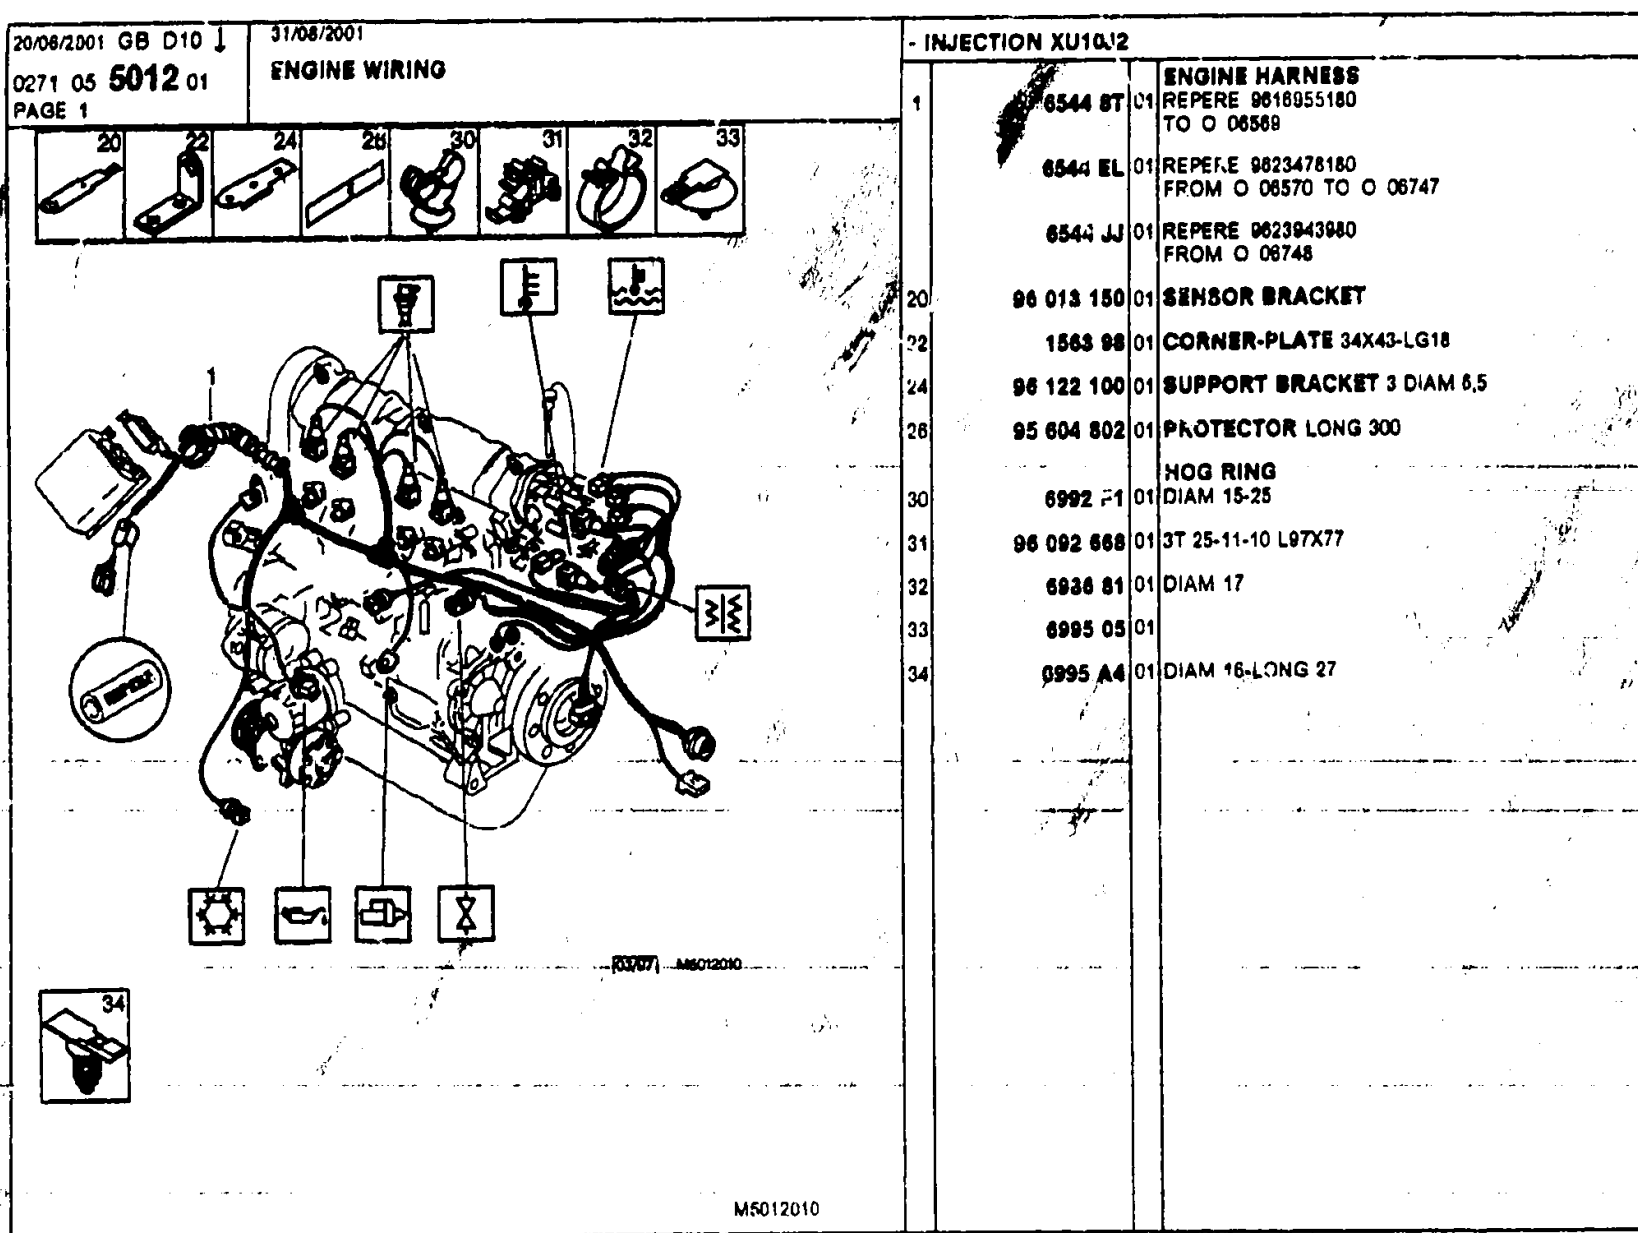 20/06/2001 GB D10
0271 05 5012 01
PAGE 1
31/08/2001
ENGINE WIRING
20 22 24 26 30 31 32 33
1
03/07 M5012010
34
M5012010
- INJECTION XU10J2
ENGINE HARNESS
1 6544 8T 01 REPERE 9616955180
TO O 06569
6544 EL 01 REPERE 9623478180
FROM O 06570 TO O 06747
6544 JJ 01 REPERE 9623943980
FROM O 06748
20 96 013 150 01 SENSOR BRACKET
22 1563 98 01 CORNER-PLATE 34X43-LG18
24 96 122 100 01 SUPPORT BRACKET 3 DIAM 6,5
26 95 604 802 01 PROTECTOR LONG 300
HOG RING
30 6992 F1 01 DIAM 15-25
31 96 092 668 01 3T 25-11-10 L97X77
32 6936 81 01 DIAM 17
33 6995 05 01
34 6995 A4 01 DIAM 16-LONG 27